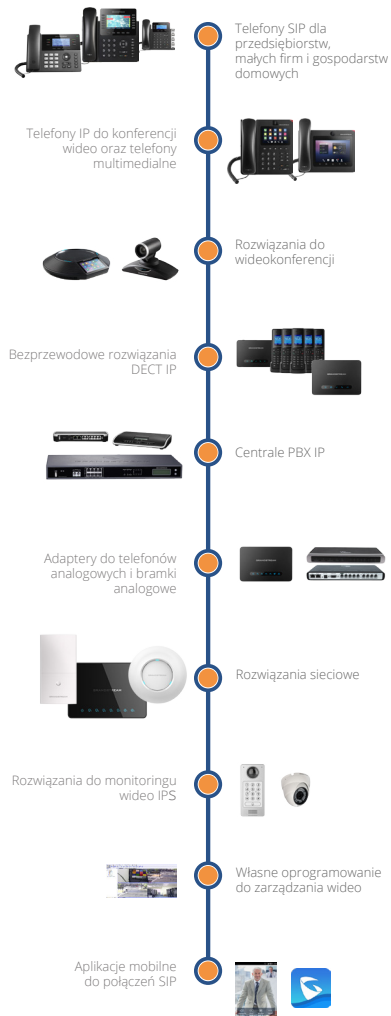 Telefony SIP dla
przedsiębiorstw,
małych firm i gospodarstw
domowych
Telefony IP do konferencji
wideo oraz telefony
multimedialne
Rozwiązania do
wideokonferencji
Bezprzewodowe rozwiązania
DECT IP
Centrale PBX IP
Adaptery do telefonów
analogowych i bramki
analogowe
Rozwiązania sieciowe
Rozwiązania do monitoringu
wideo IPS
Własne oprogramowanie
do zarządzania wideo
Aplikacje mobilne
do połączeń SIP